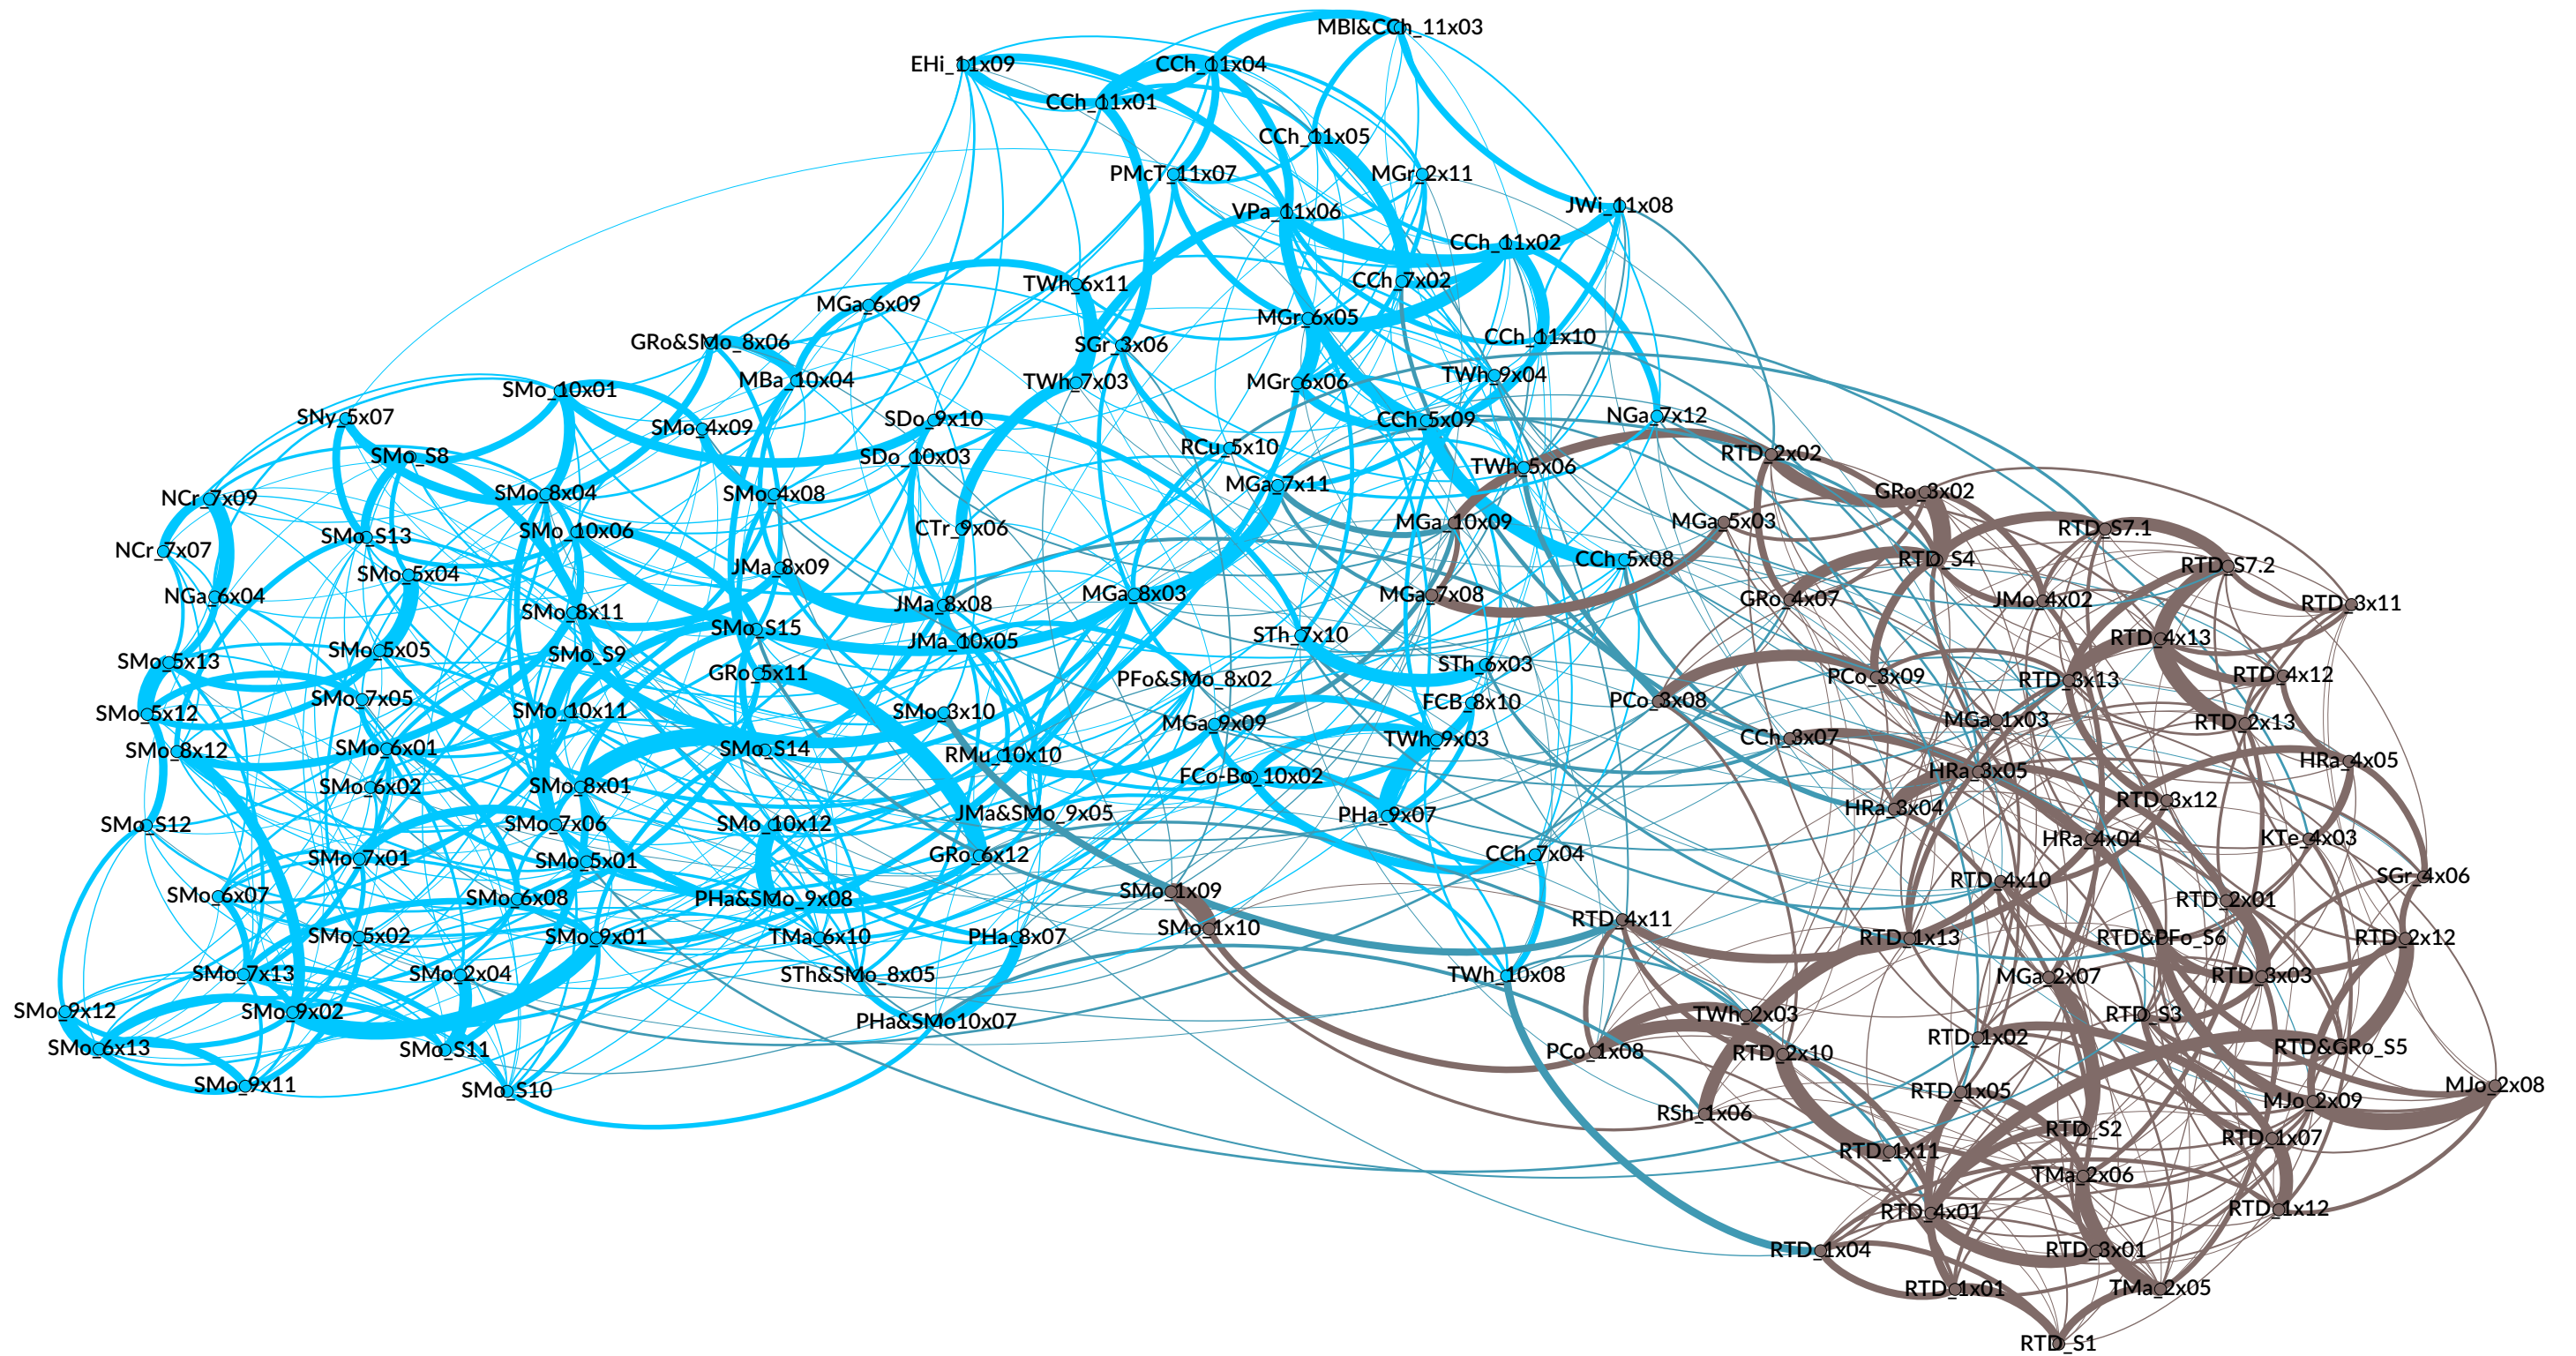 MBl&CCh_11x03
EHi_11x09
CCh_11x04
CCh_11x01
CCh_11x05
PMcT_11x07
MGr_2x11
VPa_11x06
JWi_11x08
CCh_11x02
TWh_6x11
CCh_7x02
MGa_6x09
MGr_6x05
GRo&SMo_8x06
SGr_3x06
CCh_11x10
MBa_10x04
TWh_7x03
MGr_6x06
TWh_9x04
SMo_10x01
SNy_5x07
SMo_4x09
SDo_9x10
CCh_5x09
NGa_7x12
SMo_S8
SDo_10x03
RCu_5x10
TWh_5x06
RTD_2x02
NCr_7x09
SMo_8x04
SMo_4x08
MGa_7x11
GRo_3x02
SMo_S13
SMo_10x06
CTr_9x06
MGa_10x09
MGa_5x03
RTD_S7.1
NCr_7x07
SMo_5x04
JMa_8x09
CCh_5x08
RTD_S4
RTD_S7.2
NGa_6x04
SMo_8x11
JMa_8x08
MGa_8x03
MGa_7x08
GRo_4x07
JMo_4x02
RTD_3x11
SMo_S15
JMa_10x05
STh_7x10
RTD_4x13
SMo_5x13
SMo_5x05
SMo_S9
GRo_5x11
PFo&SMo_8x02
STh_6x03
PCo_3x09
RTD_3x13
RTD_4x12
SMo_5x12
SMo_7x05
SMo_10x11
SMo_3x10
MGa_9x09
FCB_8x10
PCo_3x08
MGa_1x03
RTD_2x13
SMo_8x12
SMo_6x01
SMo_S14
RMu_10x10
TWh_9x03
CCh_3x07
HRa_4x05
SMo_6x02
SMo_8x01
FCo-Bo_10x02
HRa_3x05
SMo_S12
SMo_7x06
SMo_10x12
JMa&SMo_9x05
PHa_9x07
HRa_3x04
RTD_3x12
SMo_7x01
SMo_5x01
GRo_6x12
CCh_7x04
HRa_4x04
KTe_4x03
SMo_6x07
SMo_6x08
PHa&SMo_9x08
SMo_1x09
RTD_4x10
SGr_4x06
SMo_5x02
SMo_9x01
TMa_6x10
PHa_8x07
SMo_1x10
RTD_4x11
RTD_1x13
RTD_2x01
RTD&PFo_S6
RTD_2x12
SMo_7x13
SMo_2x04
STh&SMo_8x05
TWh_10x08
MGa_2x07
RTD_3x03
SMo_9x12
SMo_9x02
PHa&SMo10x07
TWh_2x03
RTD_S3
SMo_6x13
SMo_S11
PCo_1x08
RTD_2x10
RTD_1x02
RTD&GRo_S5
SMo_9x11
SMo_S10
RSh_1x06
RTD_1x05
MJo_2x09
MJo_2x08
RTD_1x11
RTD_S2
RTD_1x07
TMa_2x06
RTD_4x01
RTD_1x12
RTD_1x04
RTD_3x01
RTD_1x01
TMa_2x05
RTD_S1